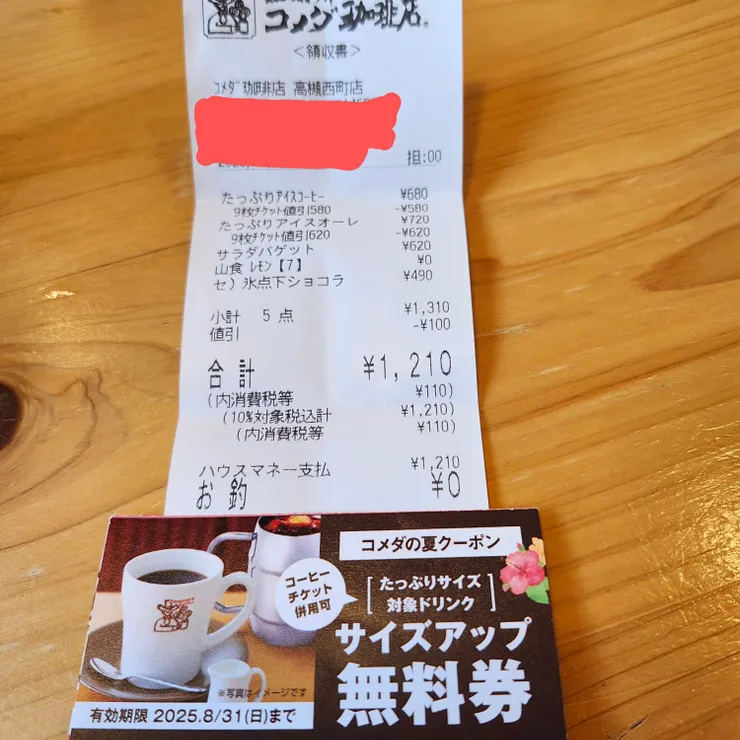 コメダ珈琲店®
＜領収書＞
コメダ珈琲店 高槻西町店
担:00
たっぷりアイスコーヒー ¥680
9枚チケット値引580 -¥580
たっぷりアイスオーレ ¥720
9枚チケット値引620 -¥620
サラダバゲット ¥620
山食 レモン【7】 ¥0
セ）氷点下ショコラ ¥490
小計 5 点 ¥1,310
値引 -¥100
合計 ¥1,210
(内消費税等 ¥110)
(10%対象税込計 ¥1,210)
(内消費税等 ¥110)
ハウスマネー支払 ¥1,210
お釣 ¥0
コメダの夏クーポン
コーヒー
チケット
併用可
[たっぷりサイズ
対象ドリンク]
サイズアップ
無料券
※写真はイメージです
有効期限 2025.8/31(日)まで